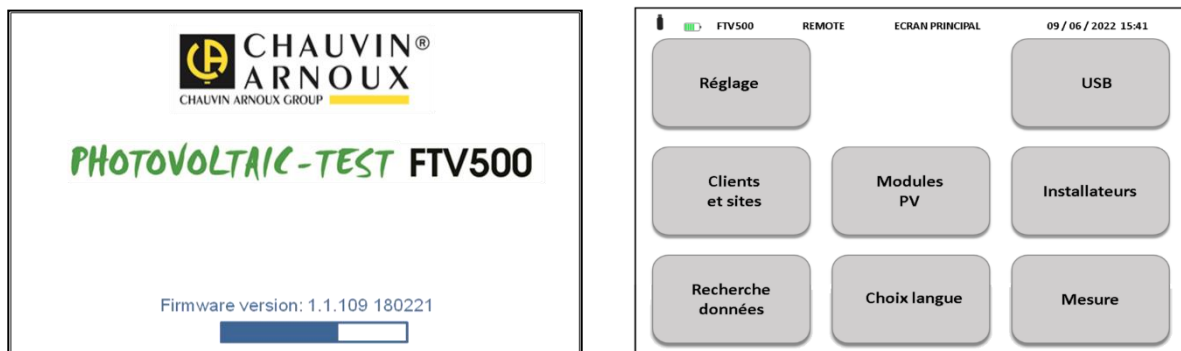 CHAUVIN®
ARNOUX
CHAUVIN ARNOUX GROUP
PHOTOVOLTAIC-TEST FTV500
Firmware version: 1.1.109 180221
FTV500 REMOTE ECRAN PRINCIPAL 09 / 06 / 2022 15:41
Réglage
USB
Clients
et sites
Modules
PV
Installateurs
Recherche
données
Choix langue
Mesure